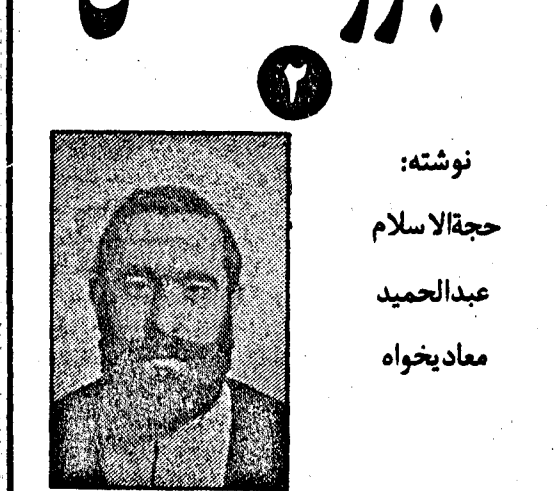 ۲
نوشته:
حجةالاسلام
عبدالحمید
معادیخواه